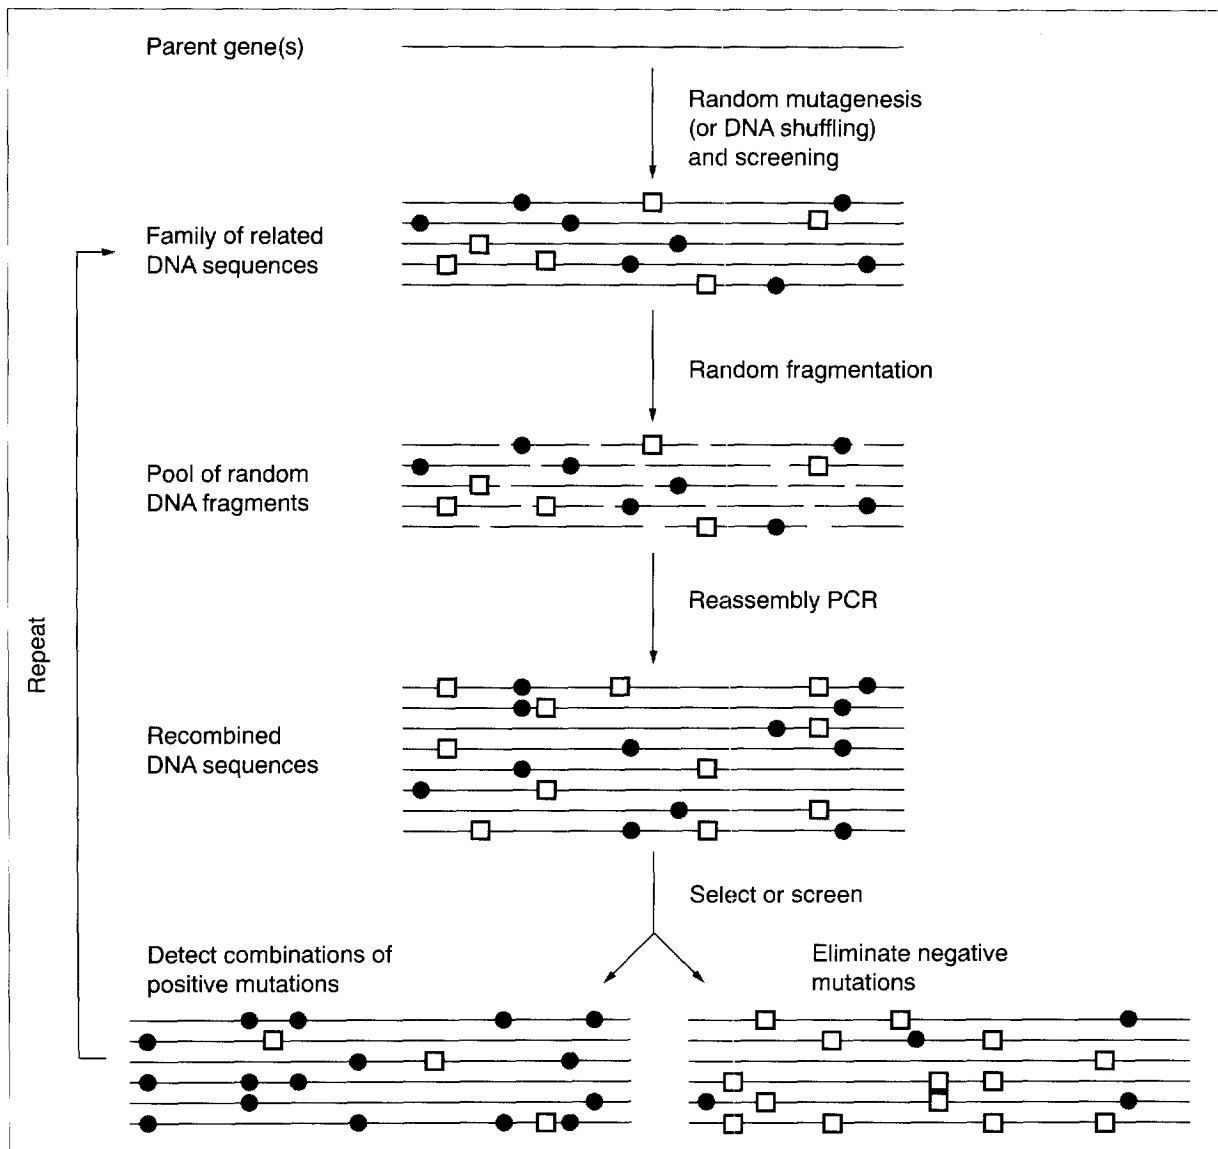 Parent gene(s)
Random mutagenesis
(or DNA shuffling)
and screening
Family of related
DNA sequences
Random fragmentation
Pool of random
DNA fragments
Reassembly PCR
Repeat
Recombined
DNA sequences
Select or screen
Detect combinations of
positive mutations
Eliminate negative
mutations